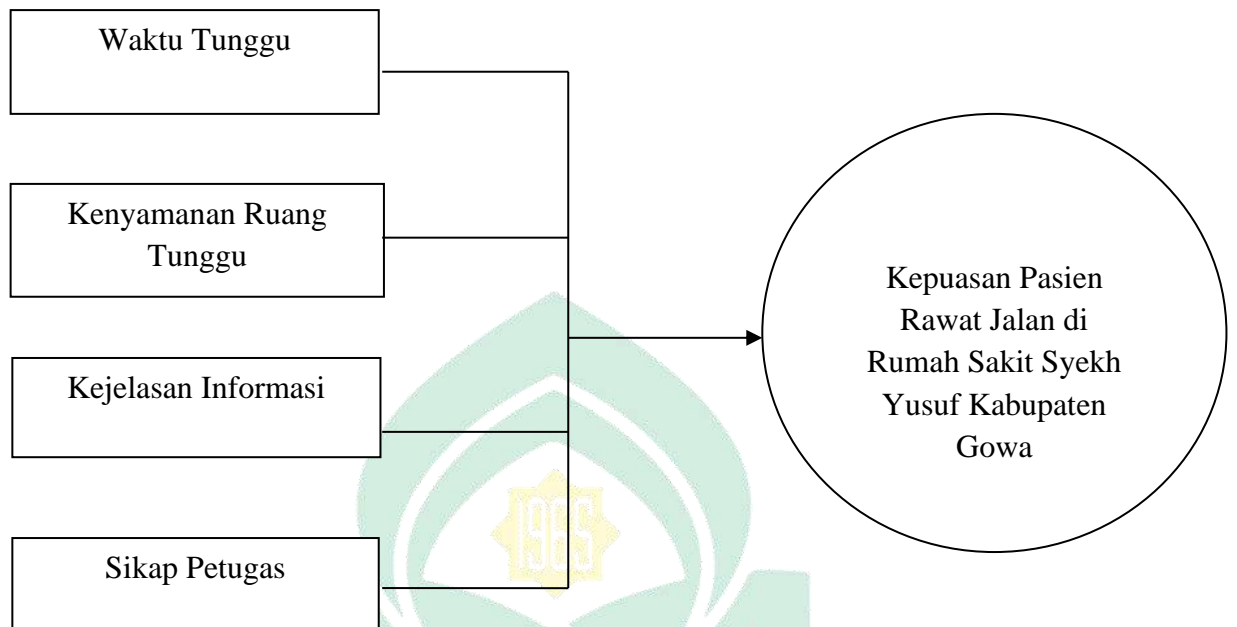 Waktu Tunggu
Kenyamanan Ruang
Tunggu
Kejelasan Informasi
Sikap Petugas
Kepuasan Pasien
Rawat Jalan di
Rumah Sakit Syekh
Yusuf Kabupaten
Gowa
1965